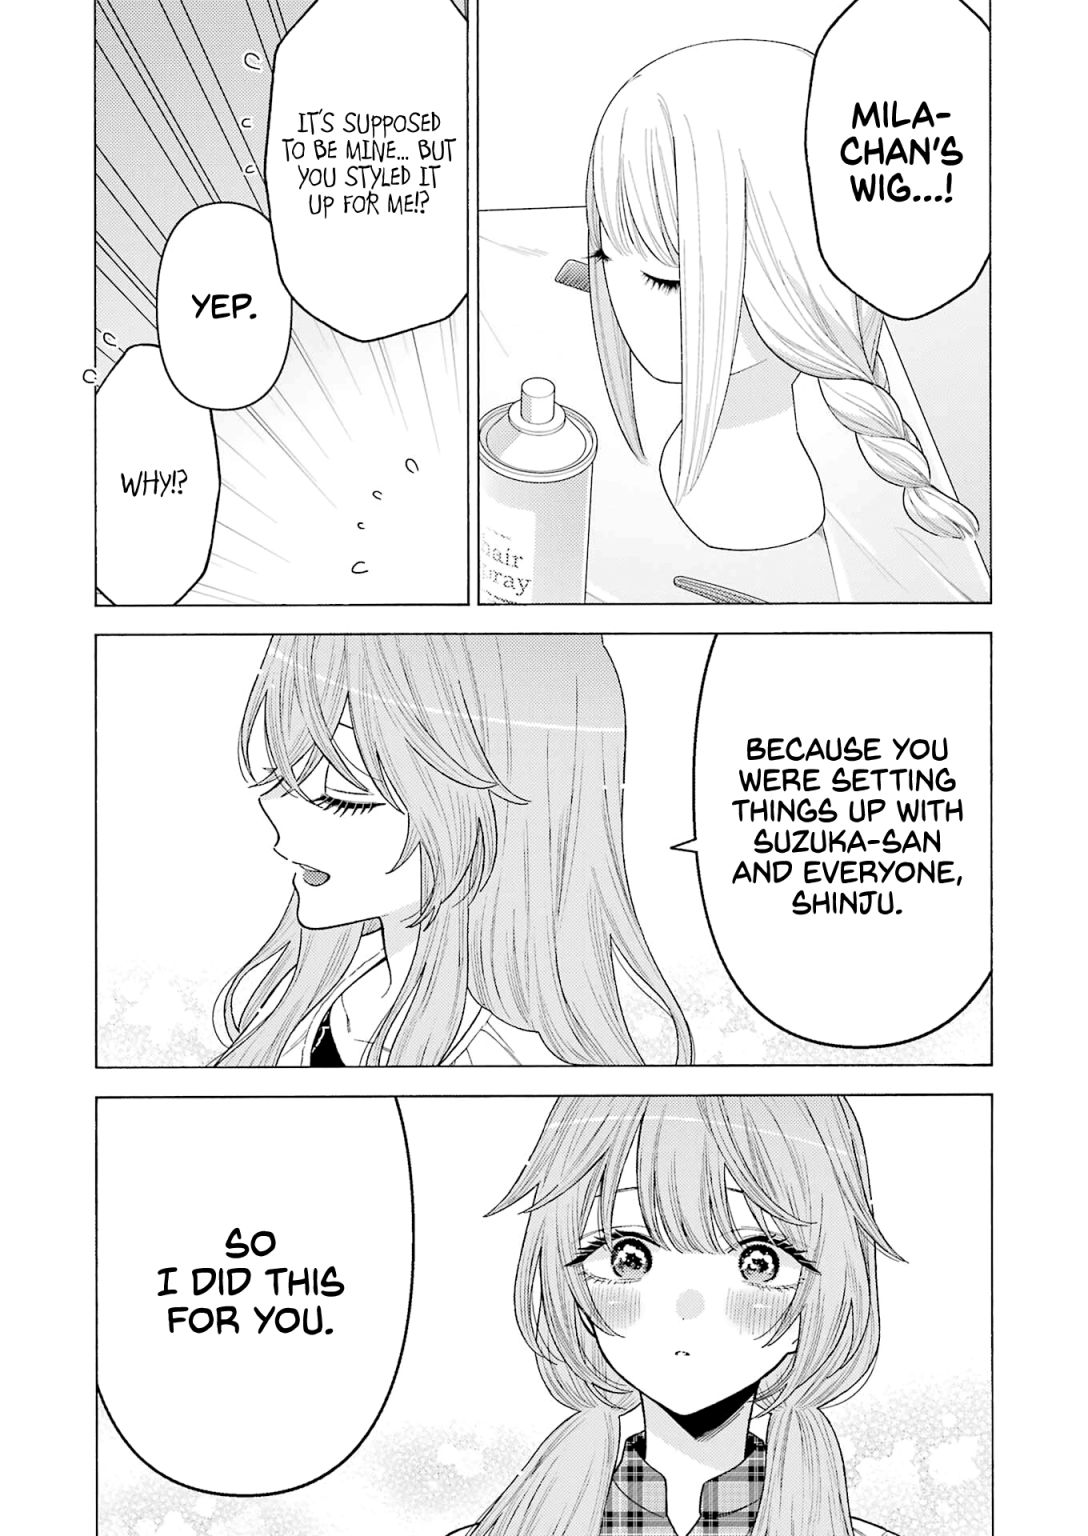 MILA-
CHAN'S
WIG...!
IT'S SUPPOSED
TO BE MINE... BUT
YOU STYLED IT
UP FOR ME!?
YEP.
WHY!?
hair
BECAUSE YOU
WERE SETTING
THINGS UP WITH
SUZUKA-SAN
AND EVERYONE,
SHINJU.
SO
I DID THIS
FOR YOU.